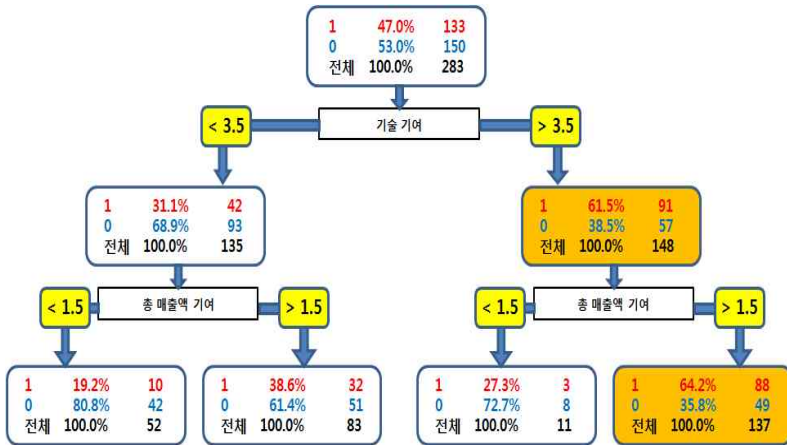 1 47.0% 133
0 53.0% 150
전체 100.0% 283
< 3.5
기술 기여
> 3.5
1 31.1% 42
0 68.9% 93
전체 100.0% 135
1 61.5% 91
0 38.5% 57
전체 100.0% 148
< 1.5
총 매출액 기여
> 1.5
< 1.5
총 매출액 기여
> 1.5
1 19.2% 10
0 80.8% 42
전체 100.0% 52
1 38.6% 32
0 61.4% 51
전체 100.0% 83
1 27.3% 3
0 72.7% 8
전체 100.0% 11
1 64.2% 88
0 35.8% 49
전체 100.0% 137